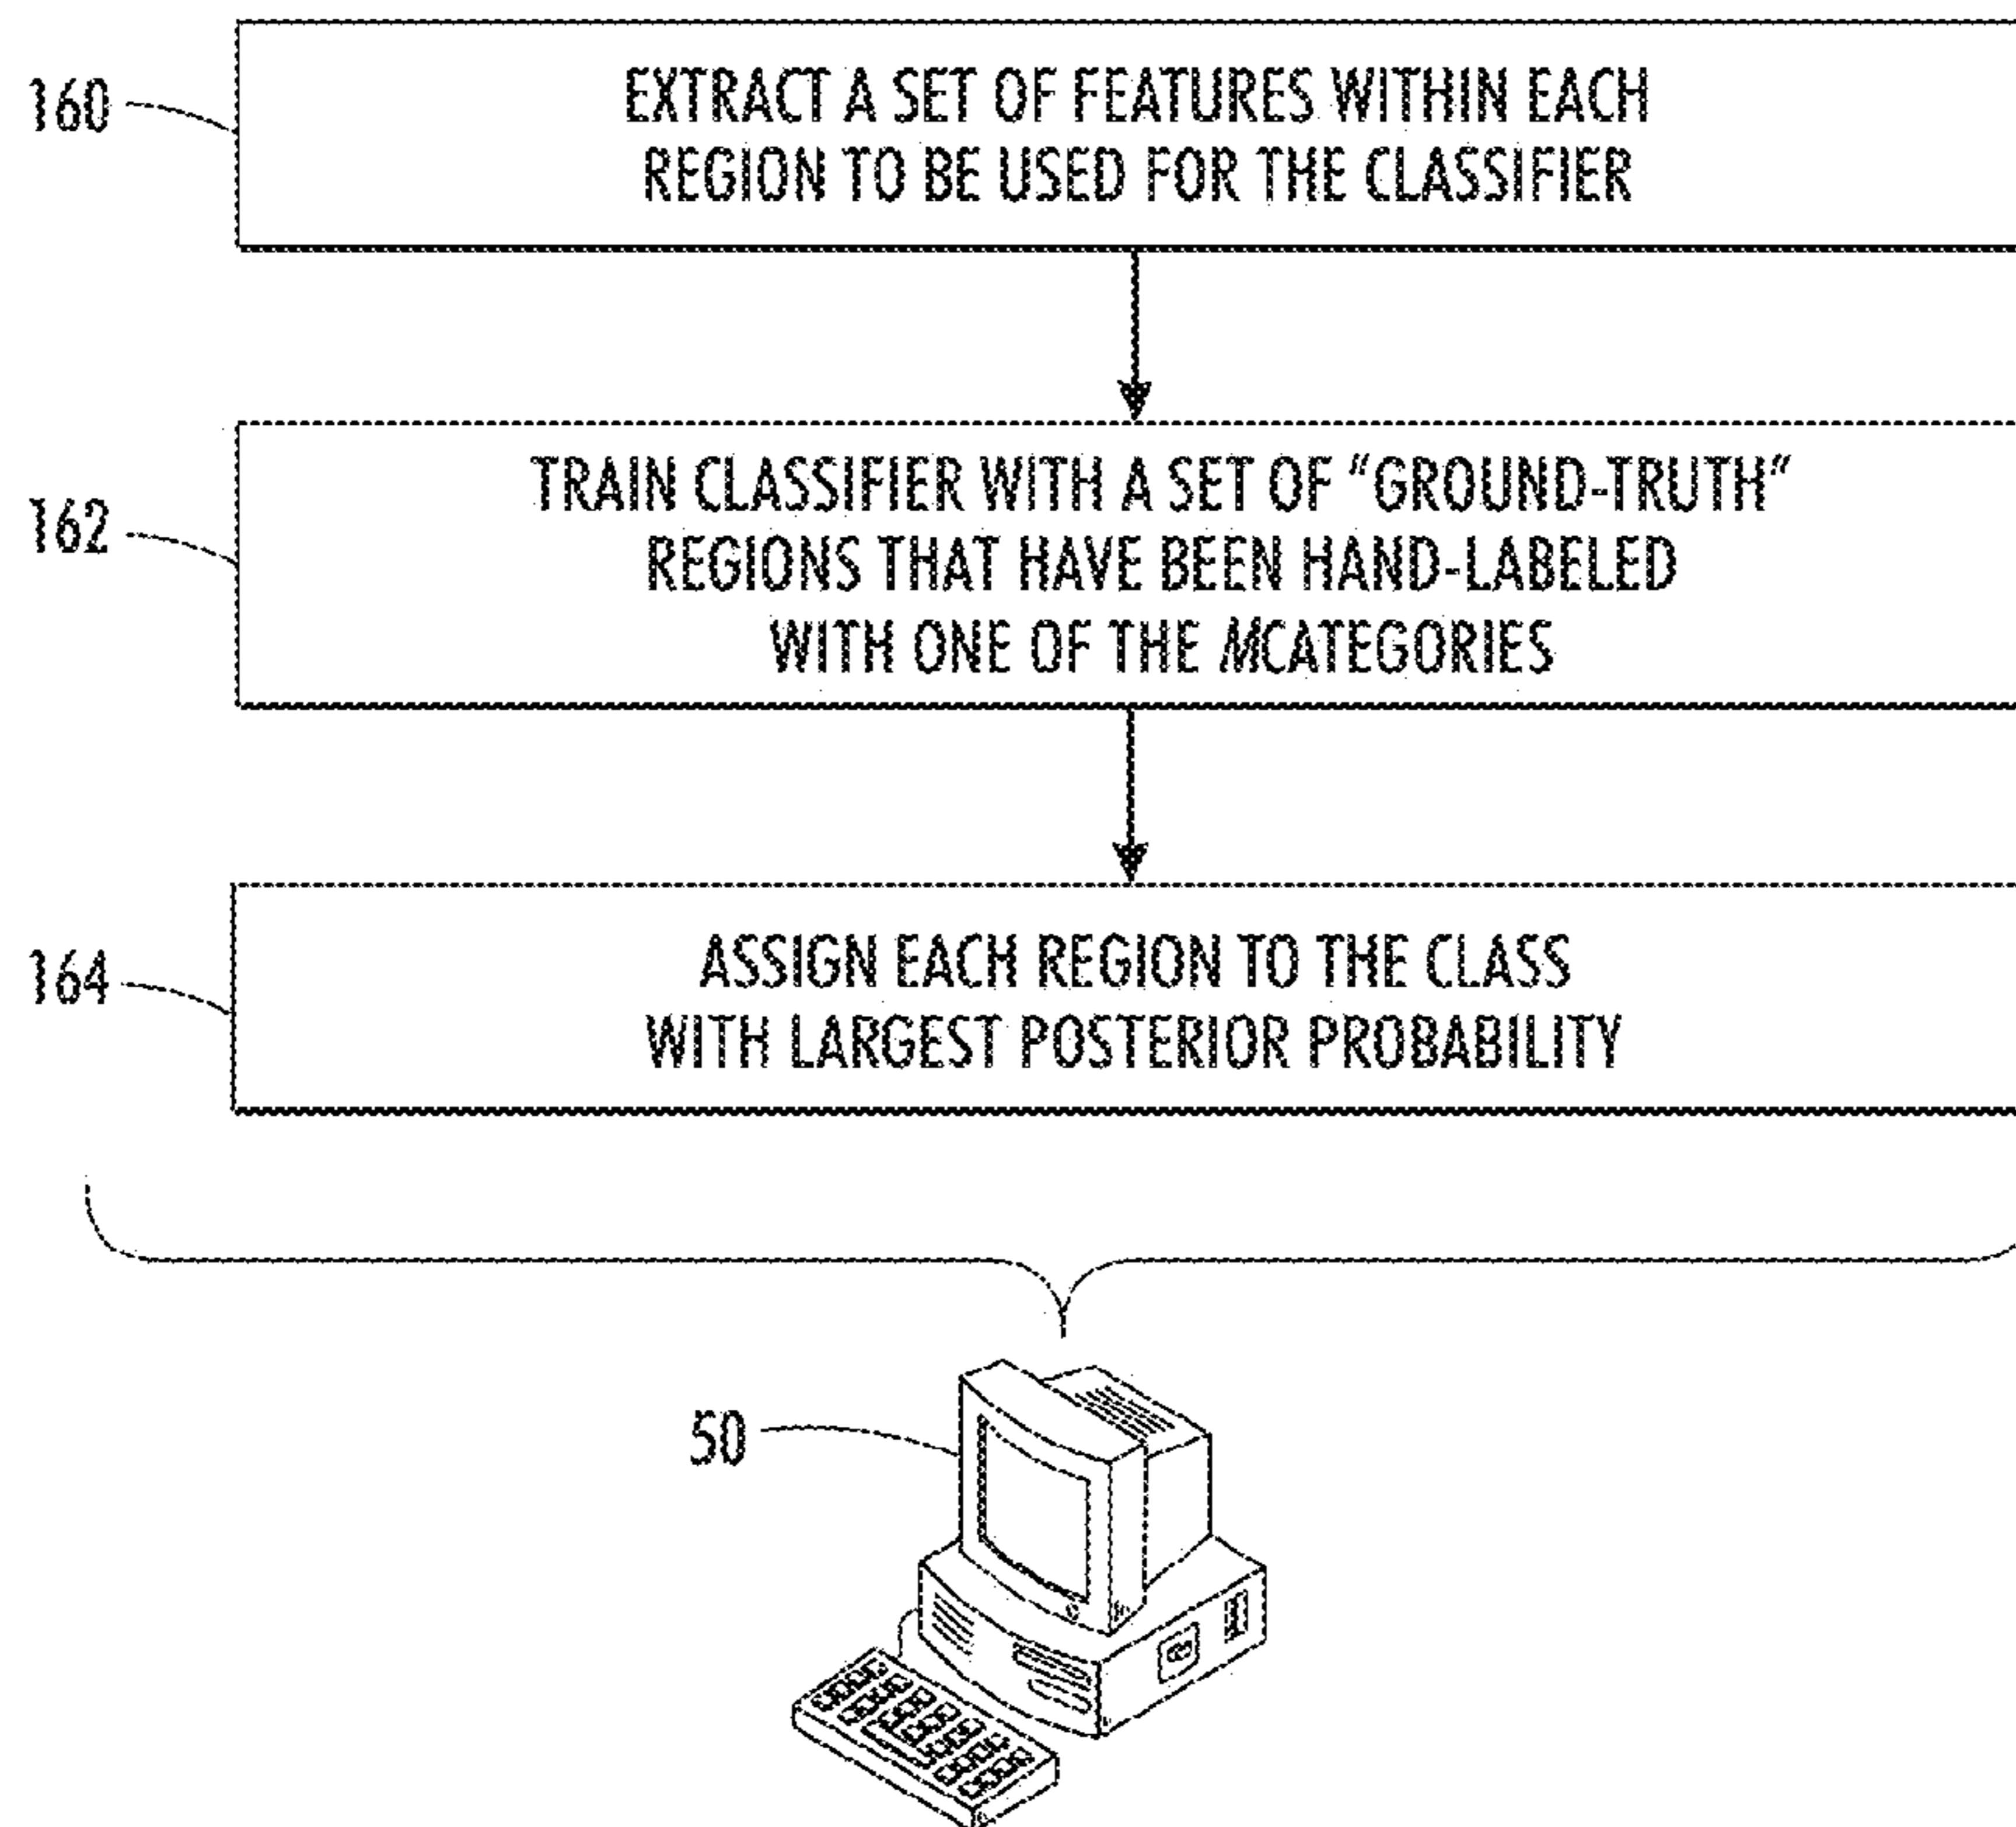 160
EXTRACT A SET OF FEATURES WITHIN EACH
REGION TO BE USED FOR THE CLASSIFIER
162
TRAIN CLASSIFIER WITH A SET OF "GROUND-TRUTH"
REGIONS THAT HAVE BEEN HAND-LABELED
WITH ONE OF THE M CATEGORIES
164
ASSIGN EACH REGION TO THE CLASS
WITH LARGEST POSTERIOR PROBABILITY
50